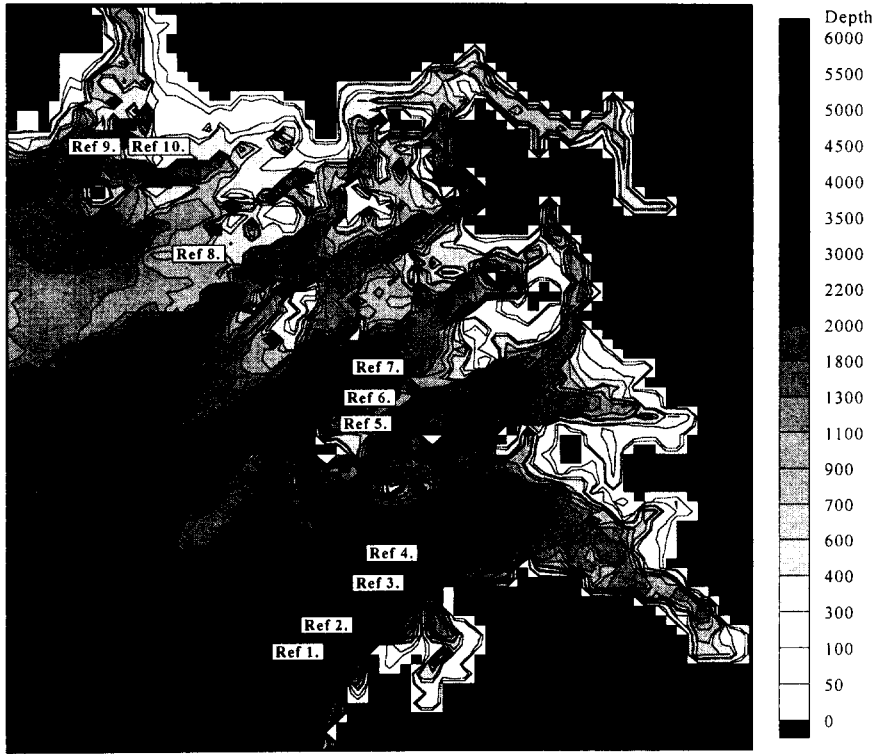 Depth
6000
5500
5000
4500
4000
3500
3000
2200
2000
1800
1300
1100
900
700
600
400
300
100
50
0
Ref 9.
Ref 10.
Ref 8.
Ref 7.
Ref 6.
Ref 5.
Ref 4.
Ref 3.
Ref 2.
Ref 1.